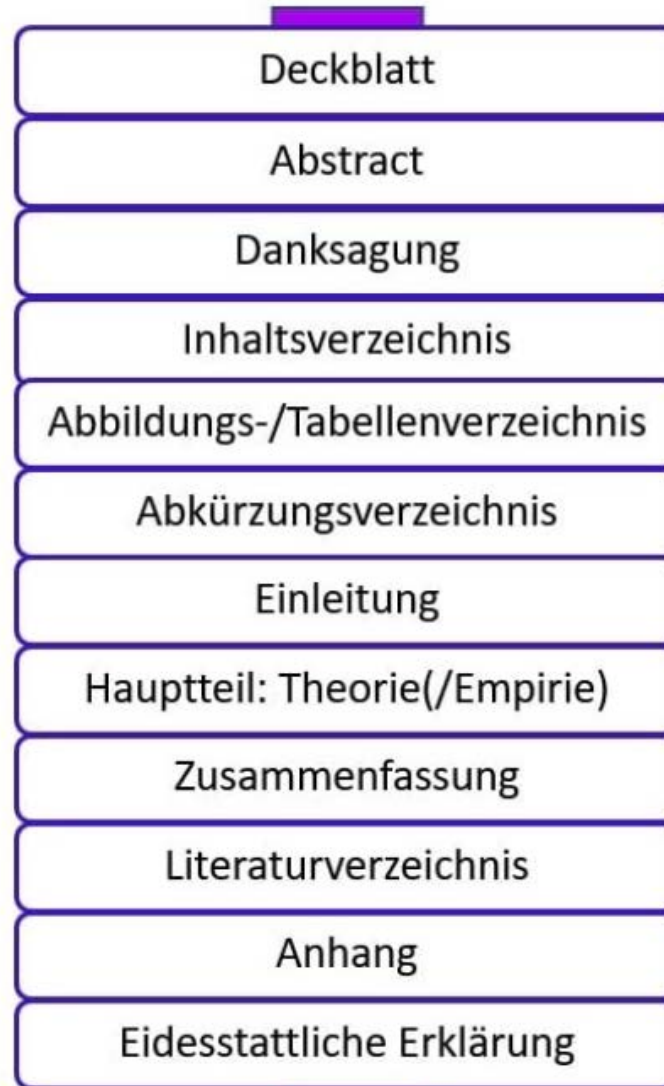 Deckblatt
Abstract
Danksagung
Inhaltsverzeichnis
Abbildungs-/Tabellenverzeichnis
Abkürzungsverzeichnis
Einleitung
Hauptteil: Theorie(/Empirie)
Zusammenfassung
Literaturverzeichnis
Anhang
Eidesstattliche Erklärung